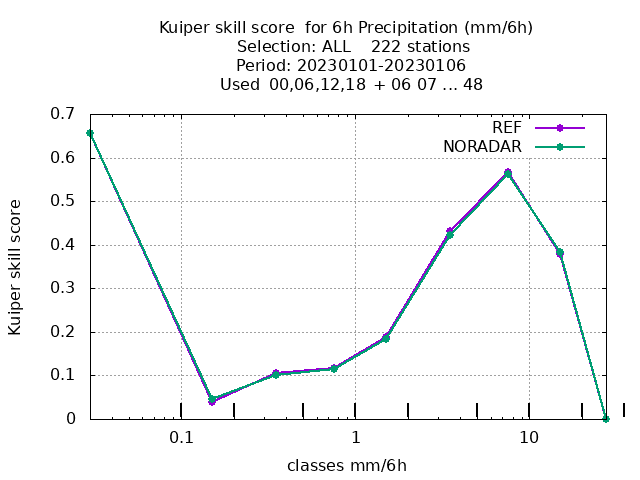 Kuiper skill score  for 6h Precipitation (mm/6h)
Selection: ALL    222 stations
Period: 20230101-20230106
Used 00,06,12,18 + 06 07 ... 48
REF
NORADAR
0.7
0.6
0.5
0.4
0.3
0.2
0.1
0
Kuiper skill score
0.1
1
10
classes mm/6h